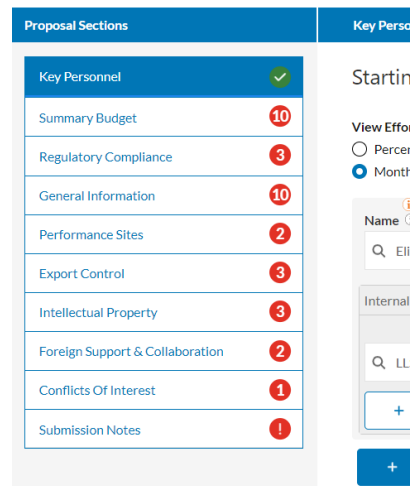 Proposal Sections
Key Personnel
Summary Budget 10
Regulatory Compliance 3
General Information 10
Performance Sites 2
Export Control 3
Intellectual Property 3
Foreign Support & Collaboration 2
Conflicts Of Interest 1
Submission Notes !
Key Perso
Startin
View Effor
Percen
Month
Name
Eli
Internal
LL
+
+